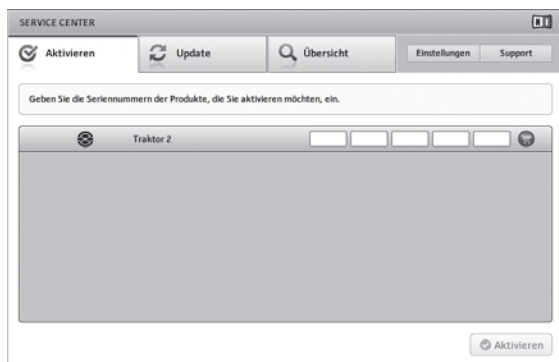 SERVICE CENTER
Aktivieren Update Übersicht Einstellungen Support
Geben Sie die Seriennummern der Produkte, die Sie aktivieren möchten, ein.
Traktor 2
Aktivieren